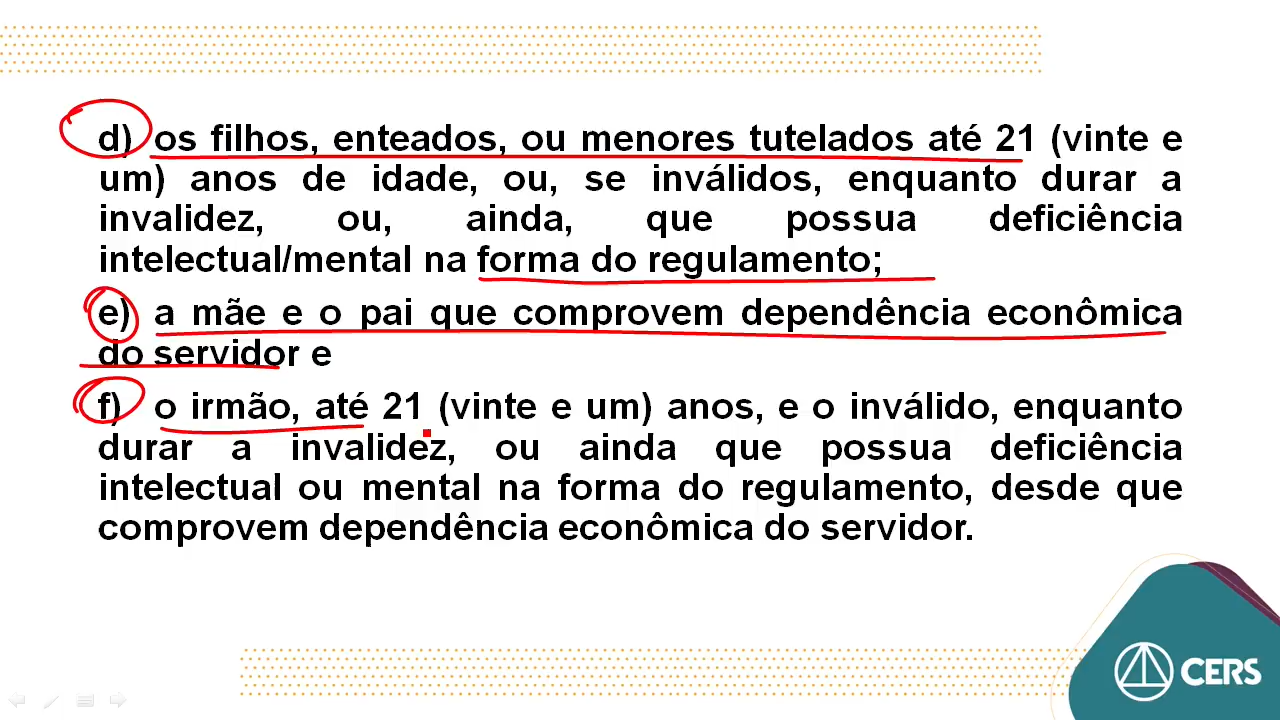 d) os filhos, enteados, ou menores tutelados até 21 (vinte e
um) anos de idade, ou, se inválidos, enquanto durar a
invalidez, ou, ainda, que possua deficiência
intelectual/mental na forma do regulamento;
e) a mãe e o pai que comprovem dependência econômica
do servidor e
f) o irmão, até 21 (vinte e um) anos, e o inválido, enquanto
durar a invalidez, ou ainda que possua deficiência
intelectual ou mental na forma do regulamento, desde que
comprovem dependência econômica do servidor.
CERS